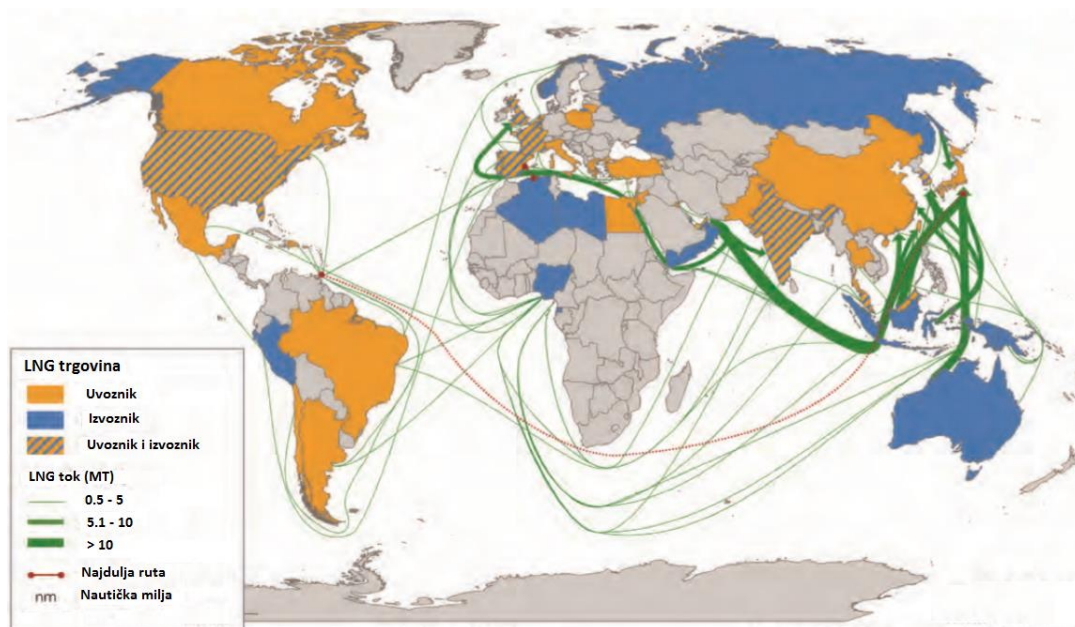 LNG trgovina
Uvoznik
Izvoznik
Uvoznik i izvoznik
LNG tok (MT)
0.5 - 5
5.1 - 10
> 10
Najdulja ruta
nm Nautička milja